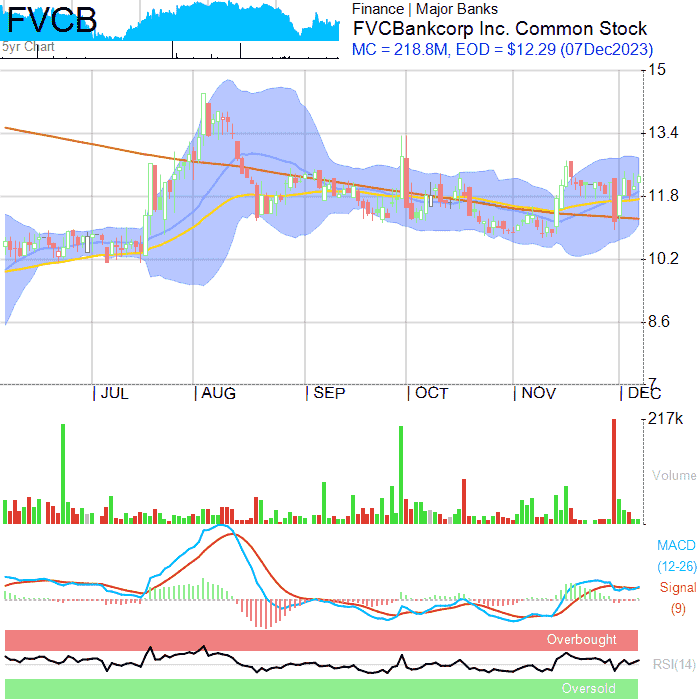 FVCB
Finance | Major Banks
FVCBankcorp Inc. Common Stock
MC = 218.8M, EOD = $12.29 (07Dec2023)
5yr Chart
15
13.4
11.8
10.2
8.6
7
JUL
AUG
SEP
OCT
NOV
DEC
217k
Volume
MACD
(12-26)
Signal
(9)
Overbought
RSI(14)
Oversold